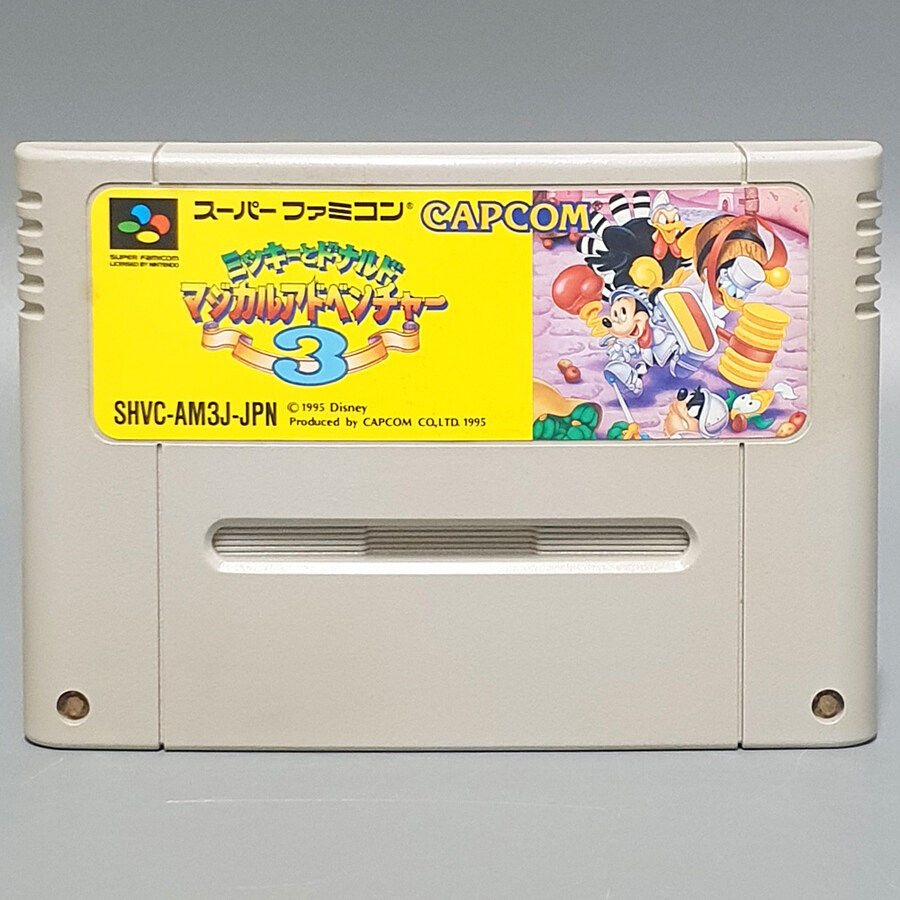 スーパーファミコン® CAPCOM®
SUPER FAMICOM
LICENSED BY NINTENDO
ミッキーとドナルド
マジカルアドベンチャー
3
SHVC-AM3J-JPN
© 1995 Disney
Produced by CAPCOM CO., LTD. 1995